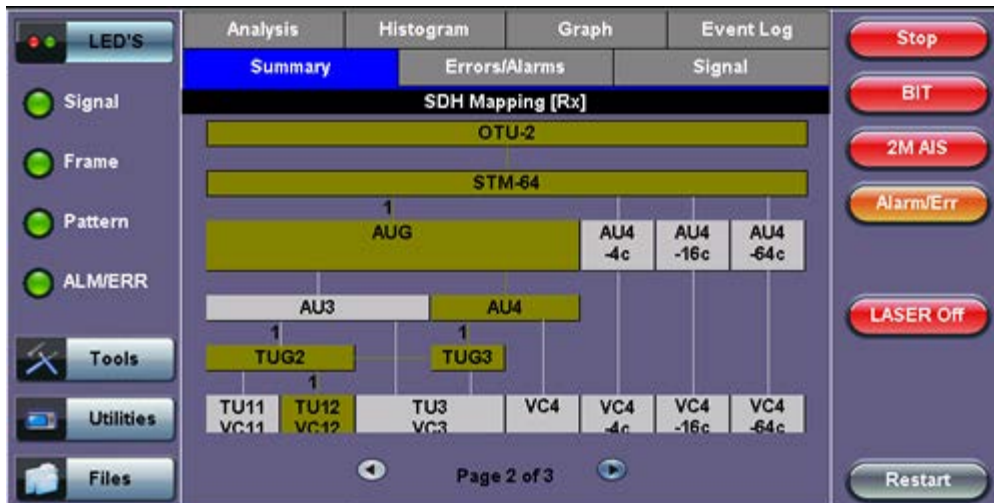 LED'S
Signal
Frame
Pattern
ALM/ERR
Tools
Utilities
Files
Analysis Histogram Graph Event Log
Summary Errors/Alarms Signal
SDH Mapping [Rx]
OTU-2
STM-64
1
AUG AU4 AU4 AU4
-4c -16c -64c
AU3 AU4
1 1
TUG2 TUG3
1
TU11 TU12 TU3 VC4 VC4 VC4 VC4
VC11 VC12 VC3 -4c -16c -64c
Page 2 of 3
Stop
BIT
2M AIS
Alarm/Err
LASER Off
Restart